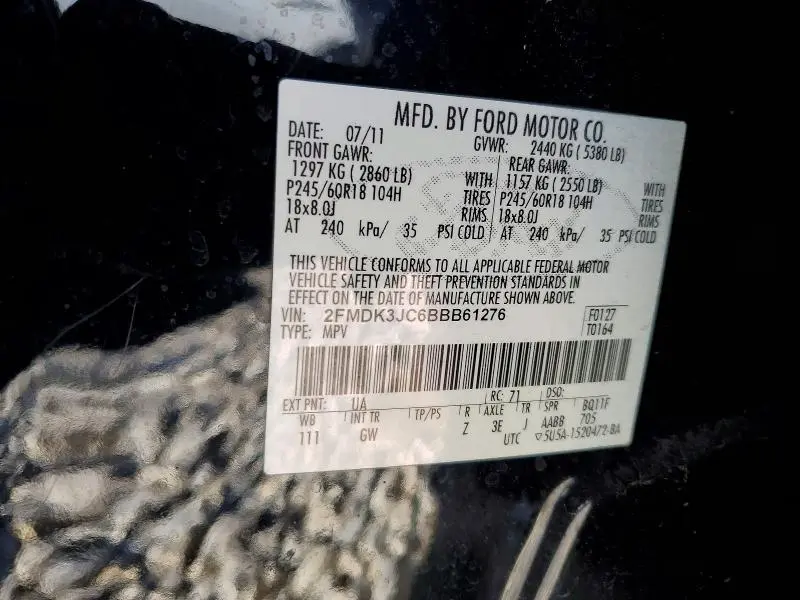 MFD. BY FORD MOTOR CO.
DATE: 07/11 GVWR: 2440 KG ( 5380 LB)
FRONT GAWR: REAR GAWR:
1297 KG ( 2860 LB) WITH 1157 KG ( 2550 LB) WITH
P245/60R18 104H TIRES P245/60R18 104H TIRES
18x8.0J RIMS 18x8.0J RIMS
AT 240 kPa/ 35 PSI COLD AT 240 kPa/ 35 PSI COLD
THIS VEHICLE CONFORMS TO ALL APPLICABLE FEDERAL MOTOR
VEHICLE SAFETY AND THEFT PREVENTION STANDARDS IN
EFFECT ON THE DATE OF MANUFACTURE SHOWN ABOVE.
VIN: 2FMDK3JC6BBB61276 F0127
TYPE: MPV T0164
EXT PNT: UA RC: 71 DSO:
WB INT TR TP/PS R AXLE TR SPR BQ1TF
111 GW Z 3E J AABB 705
UTC ▽5U5A-1520472-BA